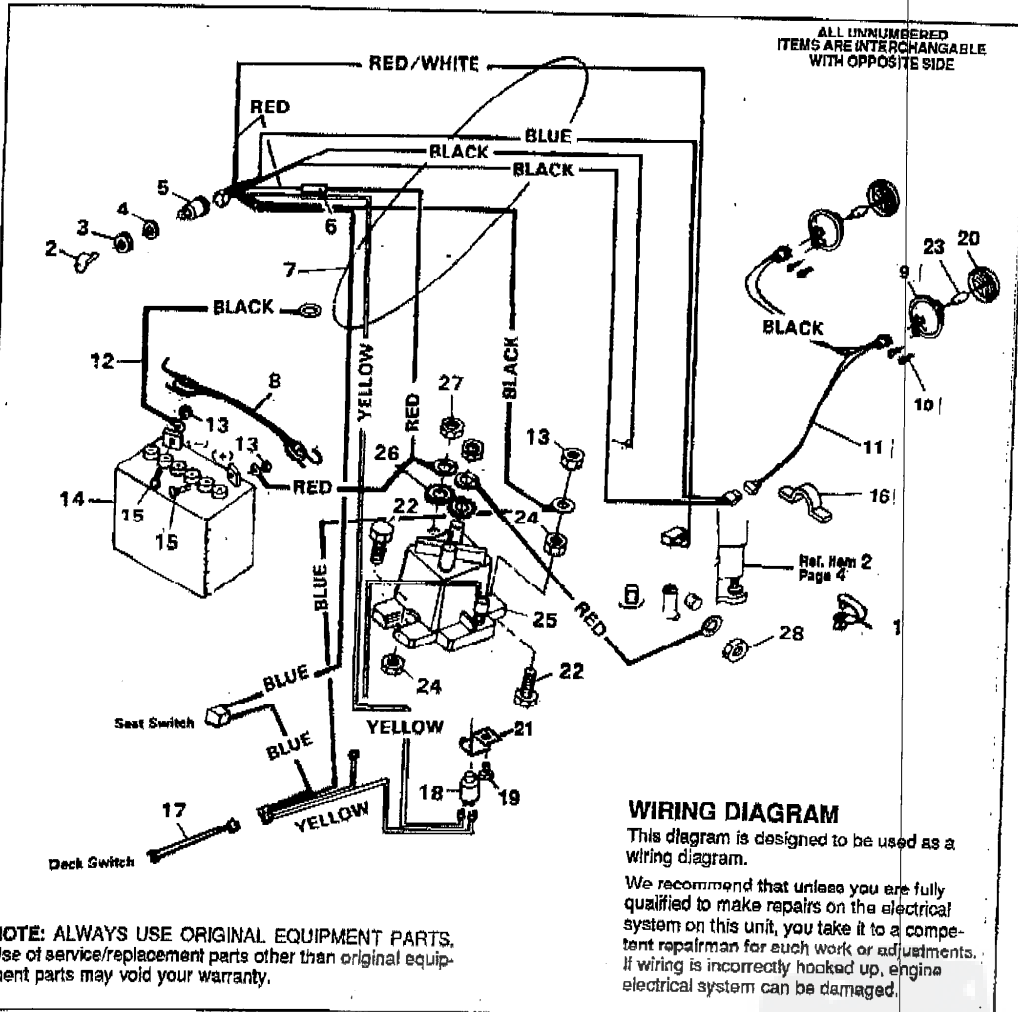 ALL UNNUMBERED
ITEMS ARE INTERCHANGABLE
WITH OPPOSITE SIDE
RED/WHITE
RED
BLUE
BLACK
BLACK
5
4
3
2
6
7
23
20
9
BLACK
BLACK
10
11
12
8
YELLOW
RED
BLACK
27
13
13
(-)
13
(+)
26
RED
14
22
24
16
15
15
BLUE
Ref. Item 2
Page 4
25
RED
1
28
24
22
BLUE
Seat Switch
YELLOW
21
BLUE
18
19
17
YELLOW
Deck Switch
WIRING DIAGRAM
This diagram is designed to be used as a
wiring diagram.
We recommend that unless you are fully
qualified to make repairs on the electrical
system on this unit, you take it to a compe-
tent repairman for such work or adjustments.
If wiring is incorrectly hooked up, engine
electrical system can be damaged.
OTE: ALWAYS USE ORIGINAL EQUIPMENT PARTS.
se of service/replacement parts other than original equip-
ent parts may void your warranty.